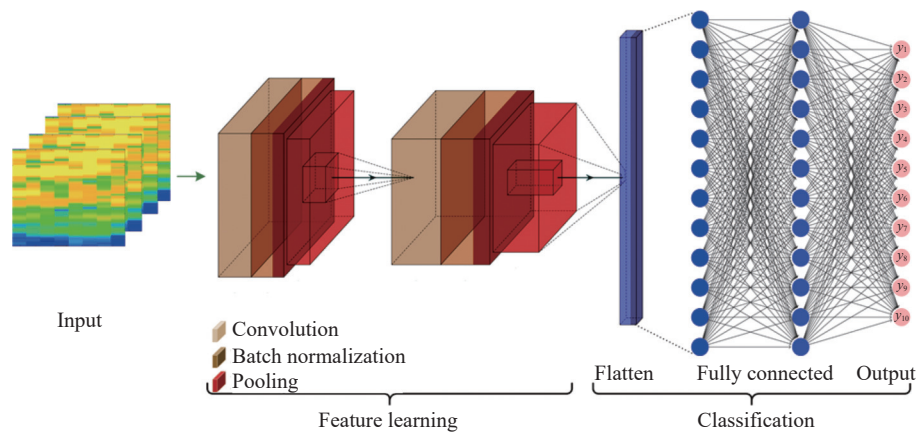 y1
y2
y3
y4
y5
y6
y7
y8
y9
y10
Input
Convolution
Batch normalization
Pooling
Flatten
Fully connected
Output
Feature learning
Classification